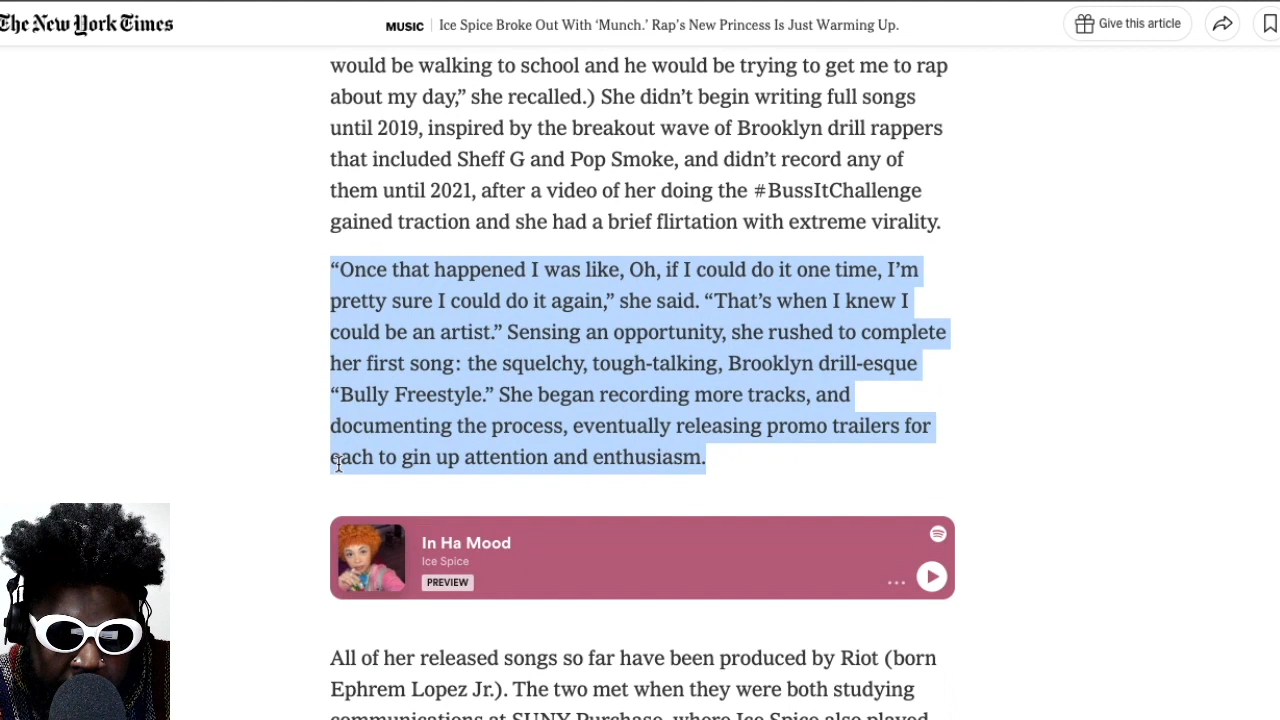 The New York Times
MUSIC Ice Spice Broke Out With ‘Munch.’ Rap’s New Princess Is Just Warming Up.
Give this article
would be walking to school and he would be trying to get me to rap
about my day,” she recalled.) She didn’t begin writing full songs
until 2019, inspired by the breakout wave of Brooklyn drill rappers
that included Sheff G and Pop Smoke, and didn’t record any of
them until 2021, after a video of her doing the #BussItChallenge
gained traction and she had a brief flirtation with extreme virality.
“Once that happened I was like, Oh, if I could do it one time, I’m
pretty sure I could do it again,” she said. “That’s when I knew I
could be an artist.” Sensing an opportunity, she rushed to complete
her first song: the squelchy, tough-talking, Brooklyn drill-esque
“Bully Freestyle.” She began recording more tracks, and
documenting the process, eventually releasing promo trailers for
each to gin up attention and enthusiasm.
In Ha Mood
Ice Spice
PREVIEW
All of her released songs so far have been produced by Riot (born
Ephrem Lopez Jr.). The two met when they were both studying
communications at SUNY Purchase, where Ice Spice also played